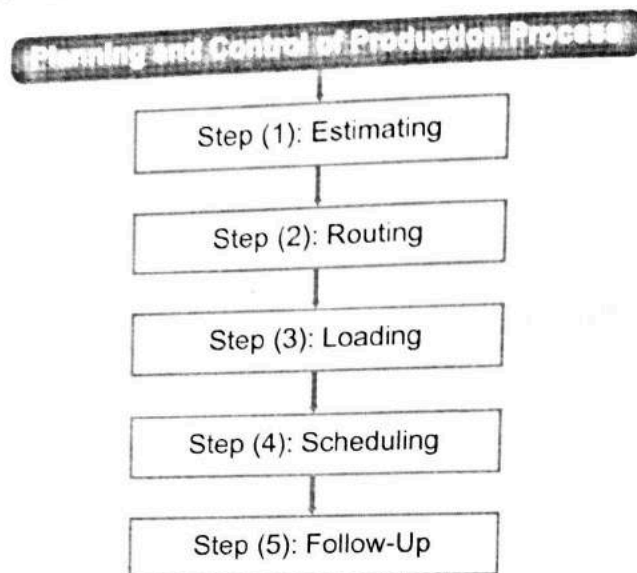 Planning and Control of Production Process
Step (1): Estimating
Step (2): Routing
Step (3): Loading
Step (4): Scheduling
Step (5): Follow-Up